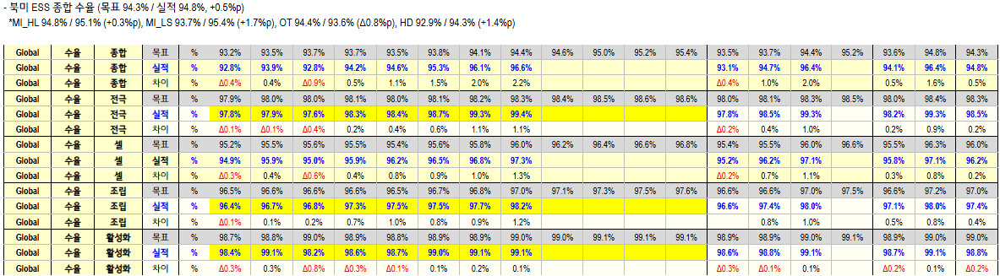 - 북미 ESS 종합 수율 (목표 94.3% / 실적 94.8%, +0.5%p)
*MI_HL 94.8% / 95.1% (+0.3%p), MI_LS 93.7% / 95.4% (+1.7%p), OT 94.4% / 93.6% (Δ0.8%p), HD 92.9% / 94.3% (+1.4%p)
Global 수율 종합 목표 % 93.2% 93.5% 93.7% 93.7% 93.5% 93.8% 94.1% 94.4% 94.6% 95.0% 95.2% 95.4% 93.5% 93.7% 94.4% 95.2% 93.6% 94.8% 94.3%
Global 수율 종합 실적 % 92.8% 93.9% 92.8% 94.2% 94.6% 95.3% 96.1% 96.6% 93.1% 94.7% 96.4% 94.1% 96.4% 94.8%
Global 수율 종합 차이 % Δ0.4% 0.4% Δ0.9% 0.5% 1.1% 1.5% 2.0% 2.2% Δ0.4% 1.0% 2.0% 0.5% 1.6% 0.5%
Global 수율 전극 목표 % 97.9% 98.0% 98.0% 98.1% 98.0% 98.1% 98.2% 98.3% 98.4% 98.5% 98.6% 98.6% 98.0% 98.1% 98.3% 98.5% 98.0% 98.4% 98.3%
Global 수율 전극 실적 % 97.8% 97.9% 97.6% 98.3% 98.4% 98.7% 99.3% 99.4% 97.8% 98.5% 99.3% 98.2% 99.3% 98.5%
Global 수율 전극 차이 % Δ0.1% Δ0.1% Δ0.4% 0.2% 0.4% 0.6% 1.1% 1.1% Δ0.2% 0.4% 1.0% 0.2% 0.9% 0.2%
Global 수율 셀 목표 % 95.2% 95.5% 95.6% 95.5% 95.4% 95.6% 95.8% 96.0% 96.2% 96.4% 96.6% 96.8% 95.4% 95.5% 96.0% 96.6% 95.5% 96.3% 96.0%
Global 수율 셀 실적 % 94.9% 95.9% 95.0% 95.9% 96.2% 96.5% 96.8% 97.3% 95.2% 96.2% 97.1% 95.8% 97.1% 96.2%
Global 수율 셀 차이 % Δ0.3% 0.4% Δ0.6% 0.4% 0.8% 0.9% 1.0% 1.3% Δ0.2% 0.7% 1.1% 0.3% 0.8% 0.2%
Global 수율 조립 목표 % 96.5% 96.6% 96.6% 96.6% 96.5% 96.7% 96.8% 97.0% 97.1% 97.3% 97.5% 97.6% 96.6% 96.6% 97.0% 97.5% 96.6% 97.2% 97.0%
Global 수율 조립 실적 % 96.4% 96.7% 96.8% 97.3% 97.5% 97.5% 97.7% 98.2% 96.6% 97.4% 98.0% 97.1% 98.0% 97.4%
Global 수율 조립 차이 % Δ0.1% 0.1% 0.2% 0.7% 1.0% 0.8% 0.9% 1.2% 0.8% 1.0% 0.5% 0.8% 0.4%
Global 수율 활성화 목표 % 98.7% 98.8% 99.0% 98.9% 98.8% 98.9% 98.9% 99.0% 99.0% 99.1% 99.1% 99.1% 98.9% 98.8% 99.0% 99.1% 98.9% 99.0% 99.0%
Global 수율 활성화 실적 % 98.4% 99.1% 98.2% 98.6% 98.7% 99.0% 99.1% 99.1% 98.6% 98.8% 99.1% 98.7% 99.1% 98.8%
Global 수율 활성화 차이 % Δ0.3% 0.3% Δ0.8% Δ0.3% Δ0.1% 0.1% 0.2% 0.1% Δ0.3% Δ0.1% 0.1% Δ0.2% 0.1% Δ0.2%